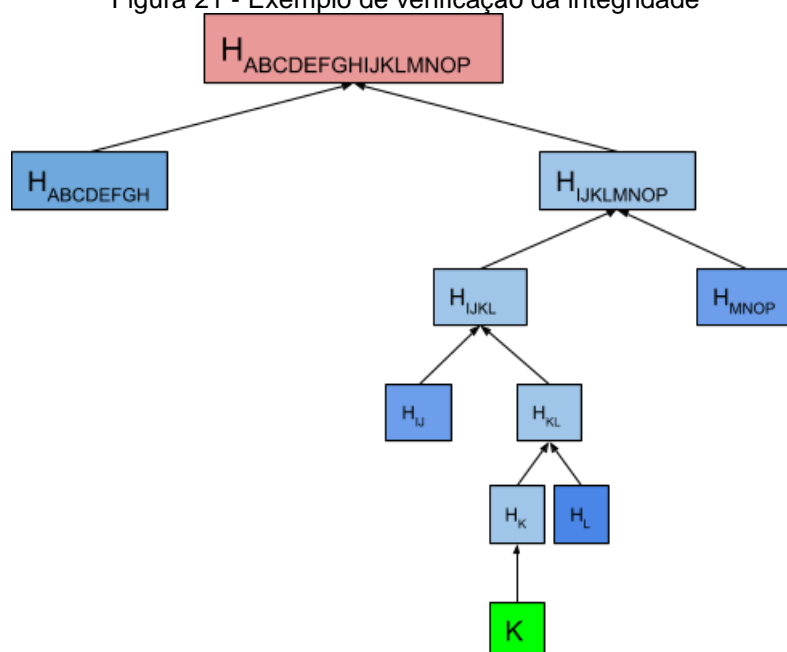 Figura 21 - Exemplo de verificação da integridade
HABCDEFGHIJKLMNOP
HABCDEFGH
HIJKLMNOP
HIJKL
HMNOP
HIJ
HKL
HK
HL
K